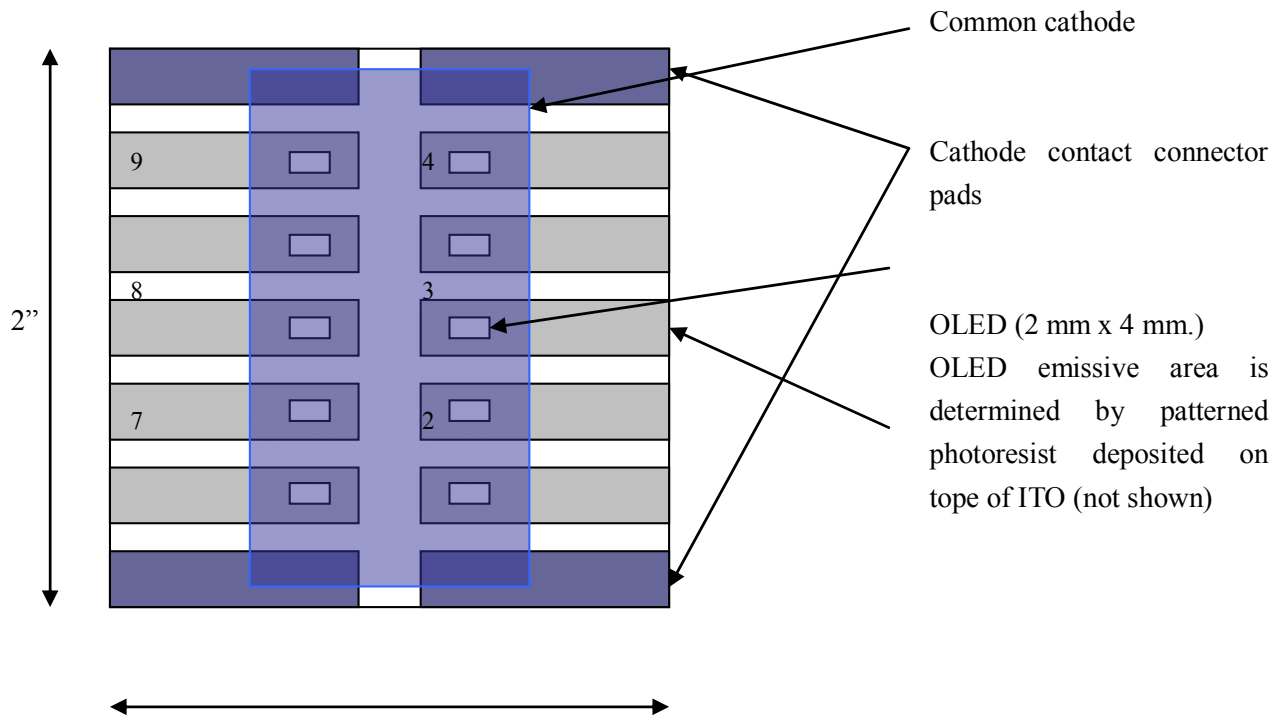 Common cathode
Cathode contact connector
pads
9
4
8
3
2”
OLED (2 mm x 4 mm.)
OLED emissive area is
determined by patterned
photoresist deposited on
tope of ITO (not shown)
7
2